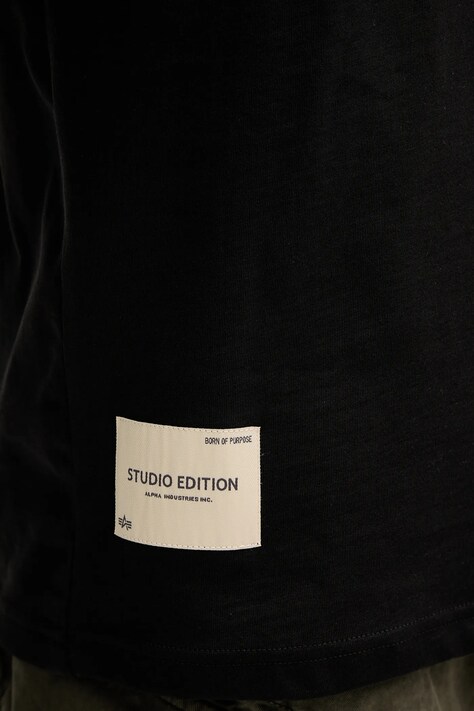 BORN OF PURPOSE
STUDIO EDITION
ALPHA INDUSTRIES INC.